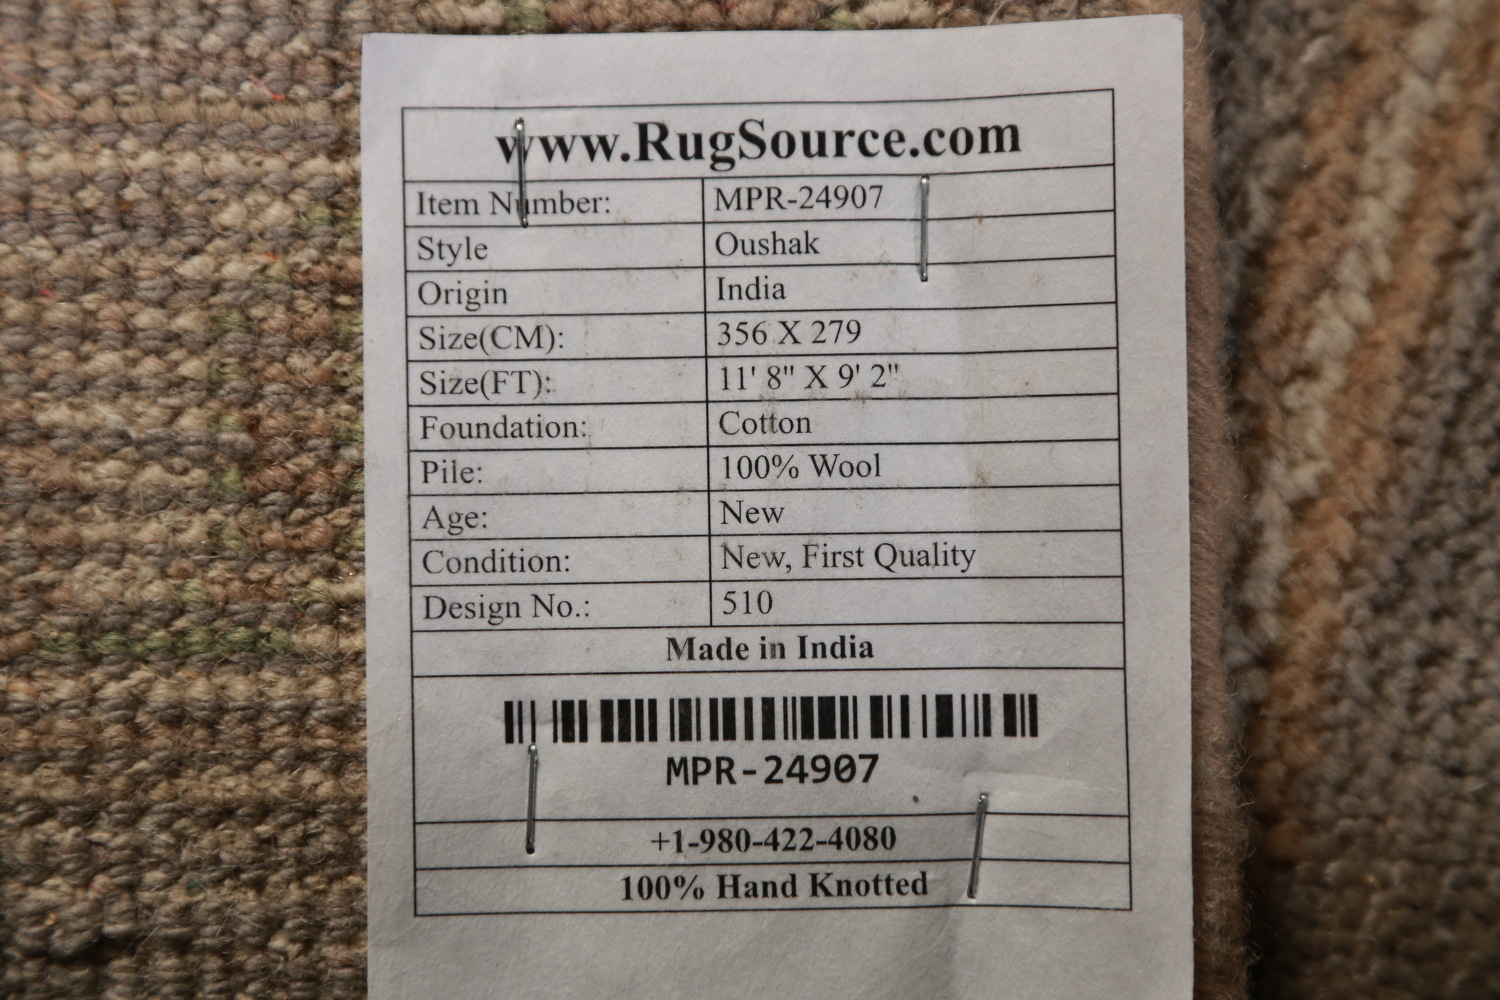 www.RugSource.com
Item Number: MPR-24907
Style Oushak
Origin India
Size(CM): 356 X 279
Size(FT): 11' 8" X 9' 2"
Foundation: Cotton
Pile: 100% Wool
Age: New
Condition: New, First Quality
Design No.: 510
Made in India
MPR-24907
+1-980-422-4080
100% Hand Knotted